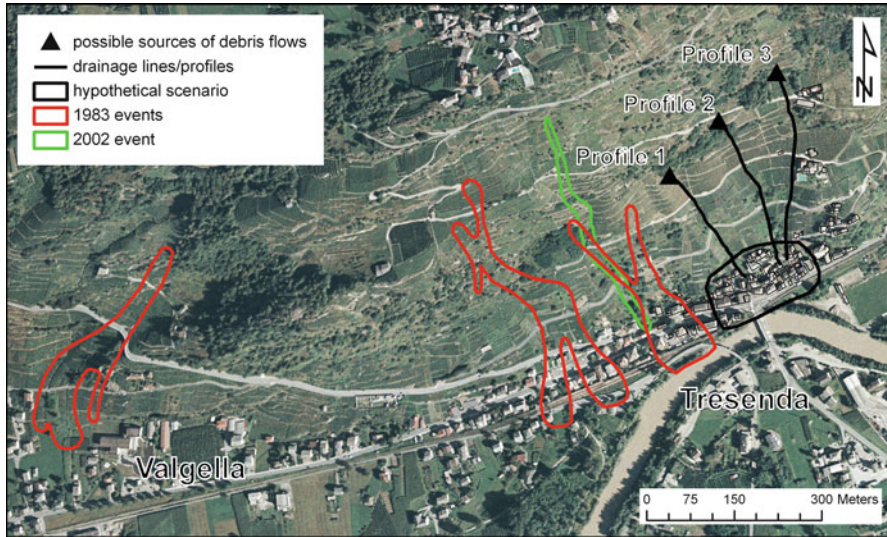 possible sources of debris flows
drainage lines/profiles
hypothetical scenario
1983 events
2002 event
N
Profile 3
Profile 2
Profile 1
Tresenda
Valgella
0 75 150 300 Meters